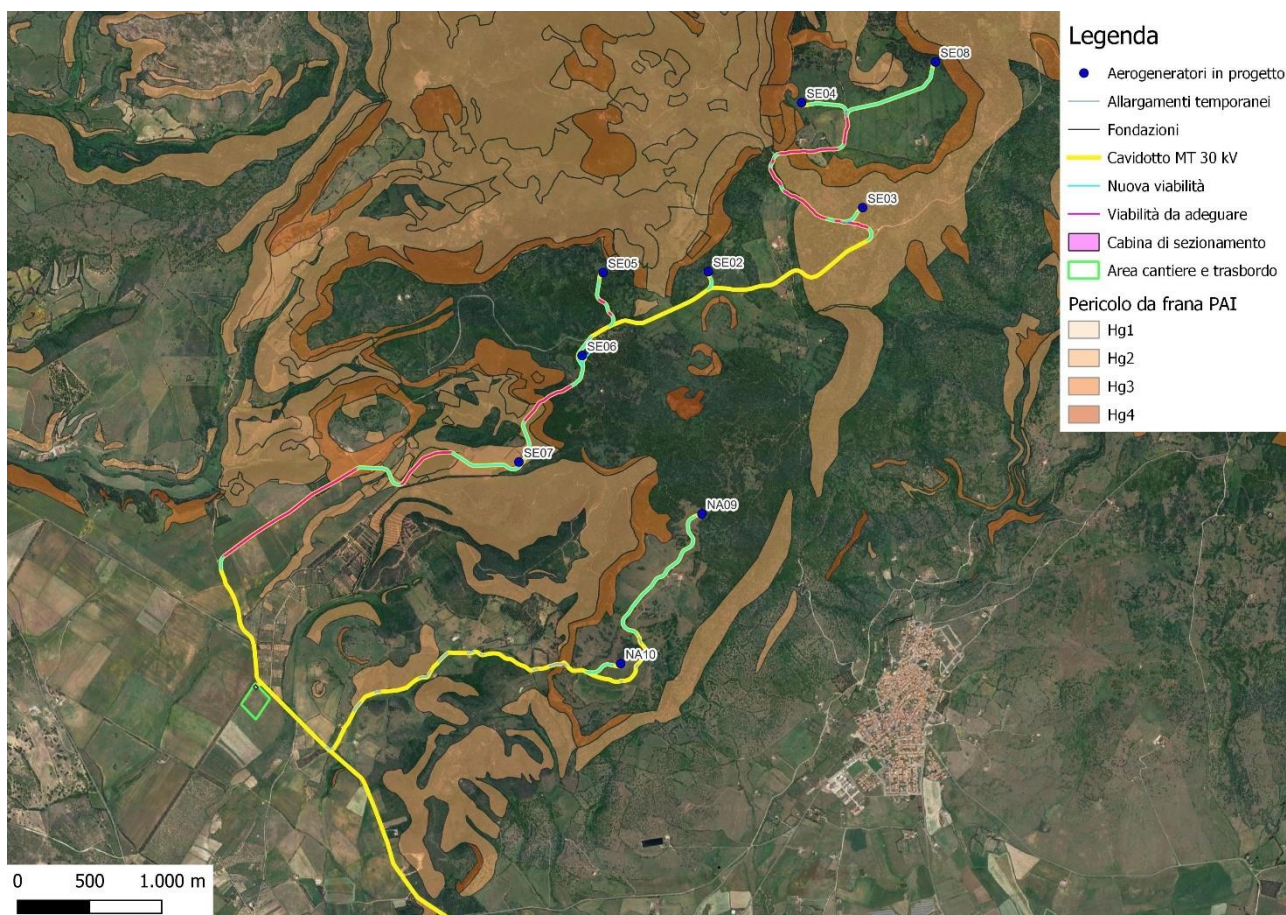 Legenda
Aerogeneratori in progetto
Allargamenti temporanei
Fondazioni
Cavidotto MT 30 kV
Nuova viabilità
Viabilità da adeguare
Cabina di sezionamento
Area cantiere e trasbordo
Pericolo da frana PAI
Hg1
Hg2
Hg3
Hg4
SE08
SE04
SE03
SE05
SE02
SE06
SE07
NA09
NA10
0 500 1.000 m